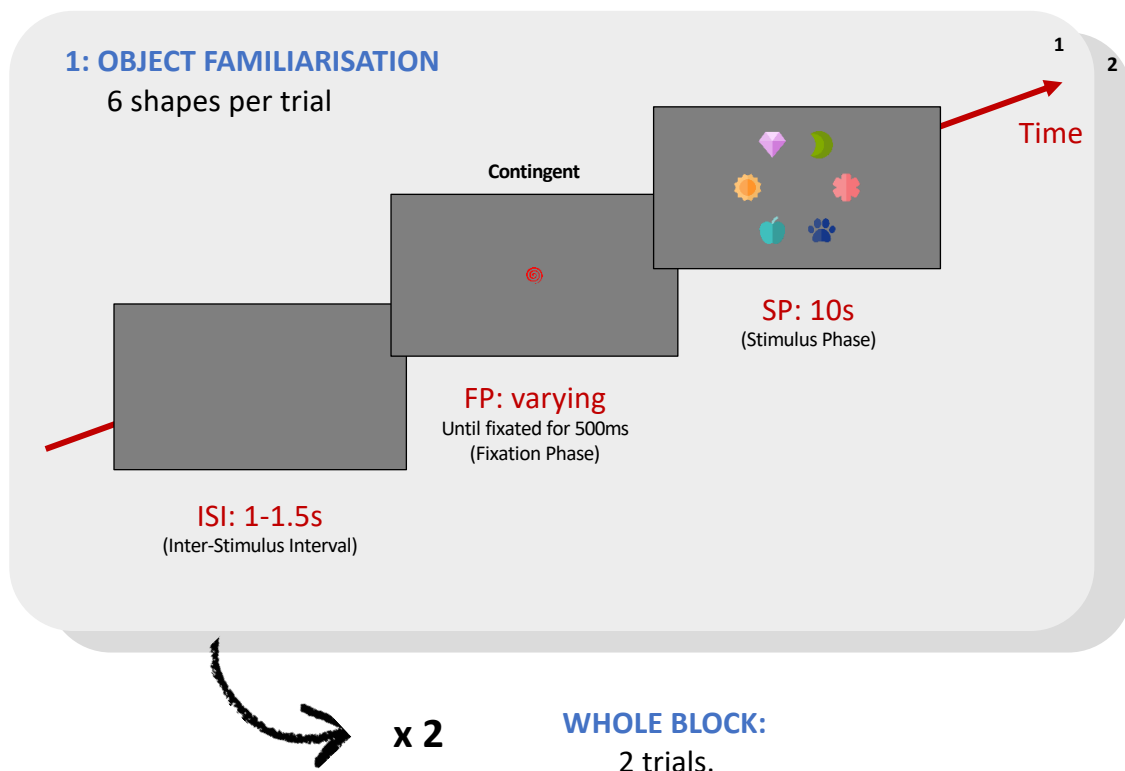 1: OBJECT FAMILIARISATION
6 shapes per trial
1
2
Time
Contingent
SP: 10s
(Stimulus Phase)
FP: varying
Until fixated for 500ms
(Fixation Phase)
ISI: 1-1.5s
(Inter-Stimulus Interval)
x 2
WHOLE BLOCK:
2 trials.